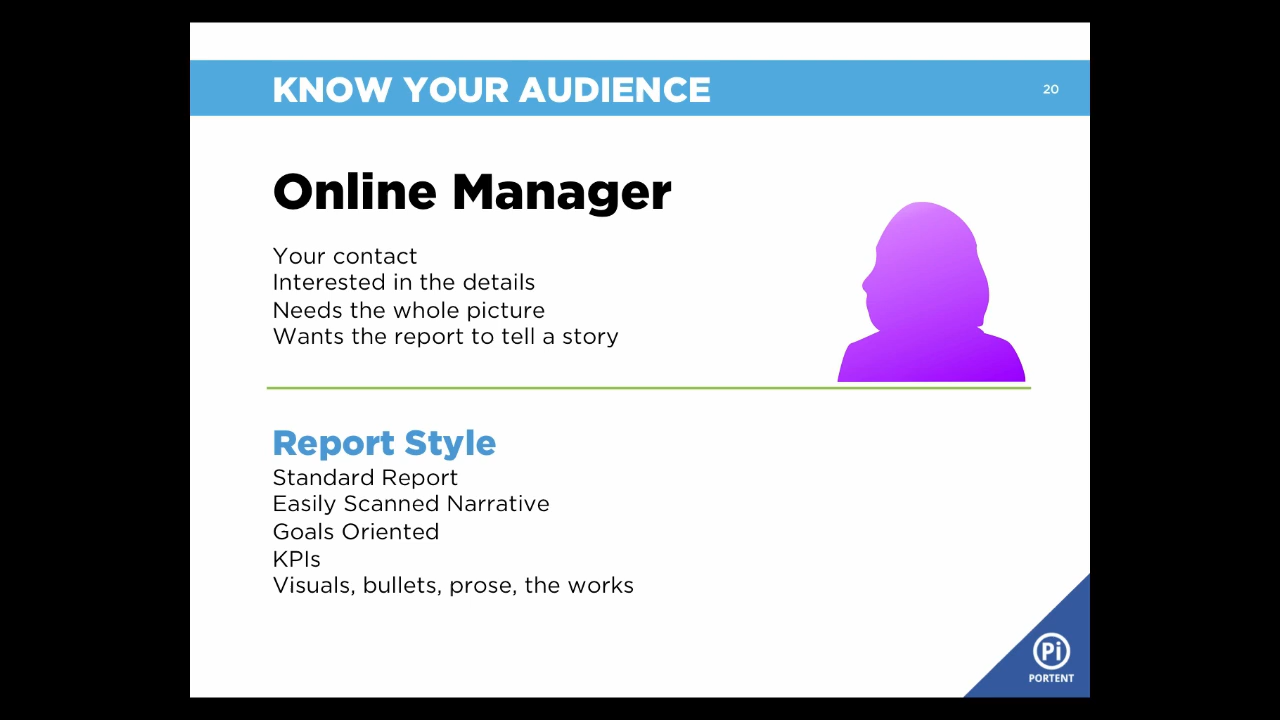 KNOW YOUR AUDIENCE 20
Online Manager
Your contact
Interested in the details
Needs the whole picture
Wants the report to tell a story
Report Style
Standard Report
Easily Scanned Narrative
Goals Oriented
KPIs
Visuals, bullets, prose, the works
Pi
PORTENT